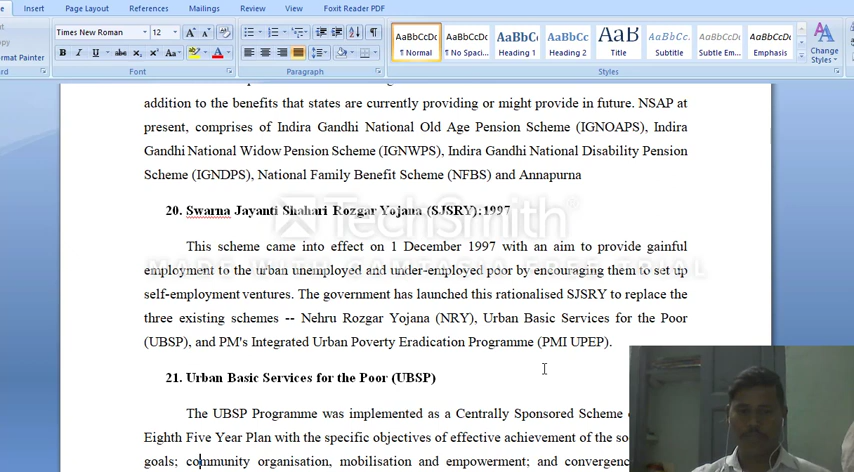 Insert Page Layout References Mailings Review View Foxit Reader PDF
Times New Roman 12
Format Painter
Font Paragraph Styles
AaBbCcDc AaBbCcDc AaBbC AaBbCc AaB AaBbCcL AaBbCcDc AaBbCcDc
¶ Normal ¶ No Spaci... Heading 1 Heading 2 Title Subtitle Subtle Em... Emphasis
Change
Styles
addition to the benefits that states are currently providing or might provide in future. NSAP at
present, comprises of Indira Gandhi National Old Age Pension Scheme (IGNOAPS), Indira
Gandhi National Widow Pension Scheme (IGNWPS), Indira Gandhi National Disability Pension
Scheme (IGNDPS), National Family Benefit Scheme (NFBS) and Annapurna
20. Swarna Jayanti Shahari Rozgar Yojana (SJSRY):1997
TechSmith
This scheme came into effect on 1 December 1997 with an aim to provide gainful
MADE WITH CAMTASIA FREE TRIAL
employment to the urban unemployed and under-employed poor by encouraging them to set up
self-employment ventures. The government has launched this rationalised SJSRY to replace the
three existing schemes -- Nehru Rozgar Yojana (NRY), Urban Basic Services for the Poor
(UBSP), and PM's Integrated Urban Poverty Eradication Programme (PMI UPEP).
21. Urban Basic Services for the Poor (UBSP)
The UBSP Programme was implemented as a Centrally Sponsored Scheme
Eighth Five Year Plan with the specific objectives of effective achievement of the so
goals; community organisation, mobilisation and empowerment; and convergenc